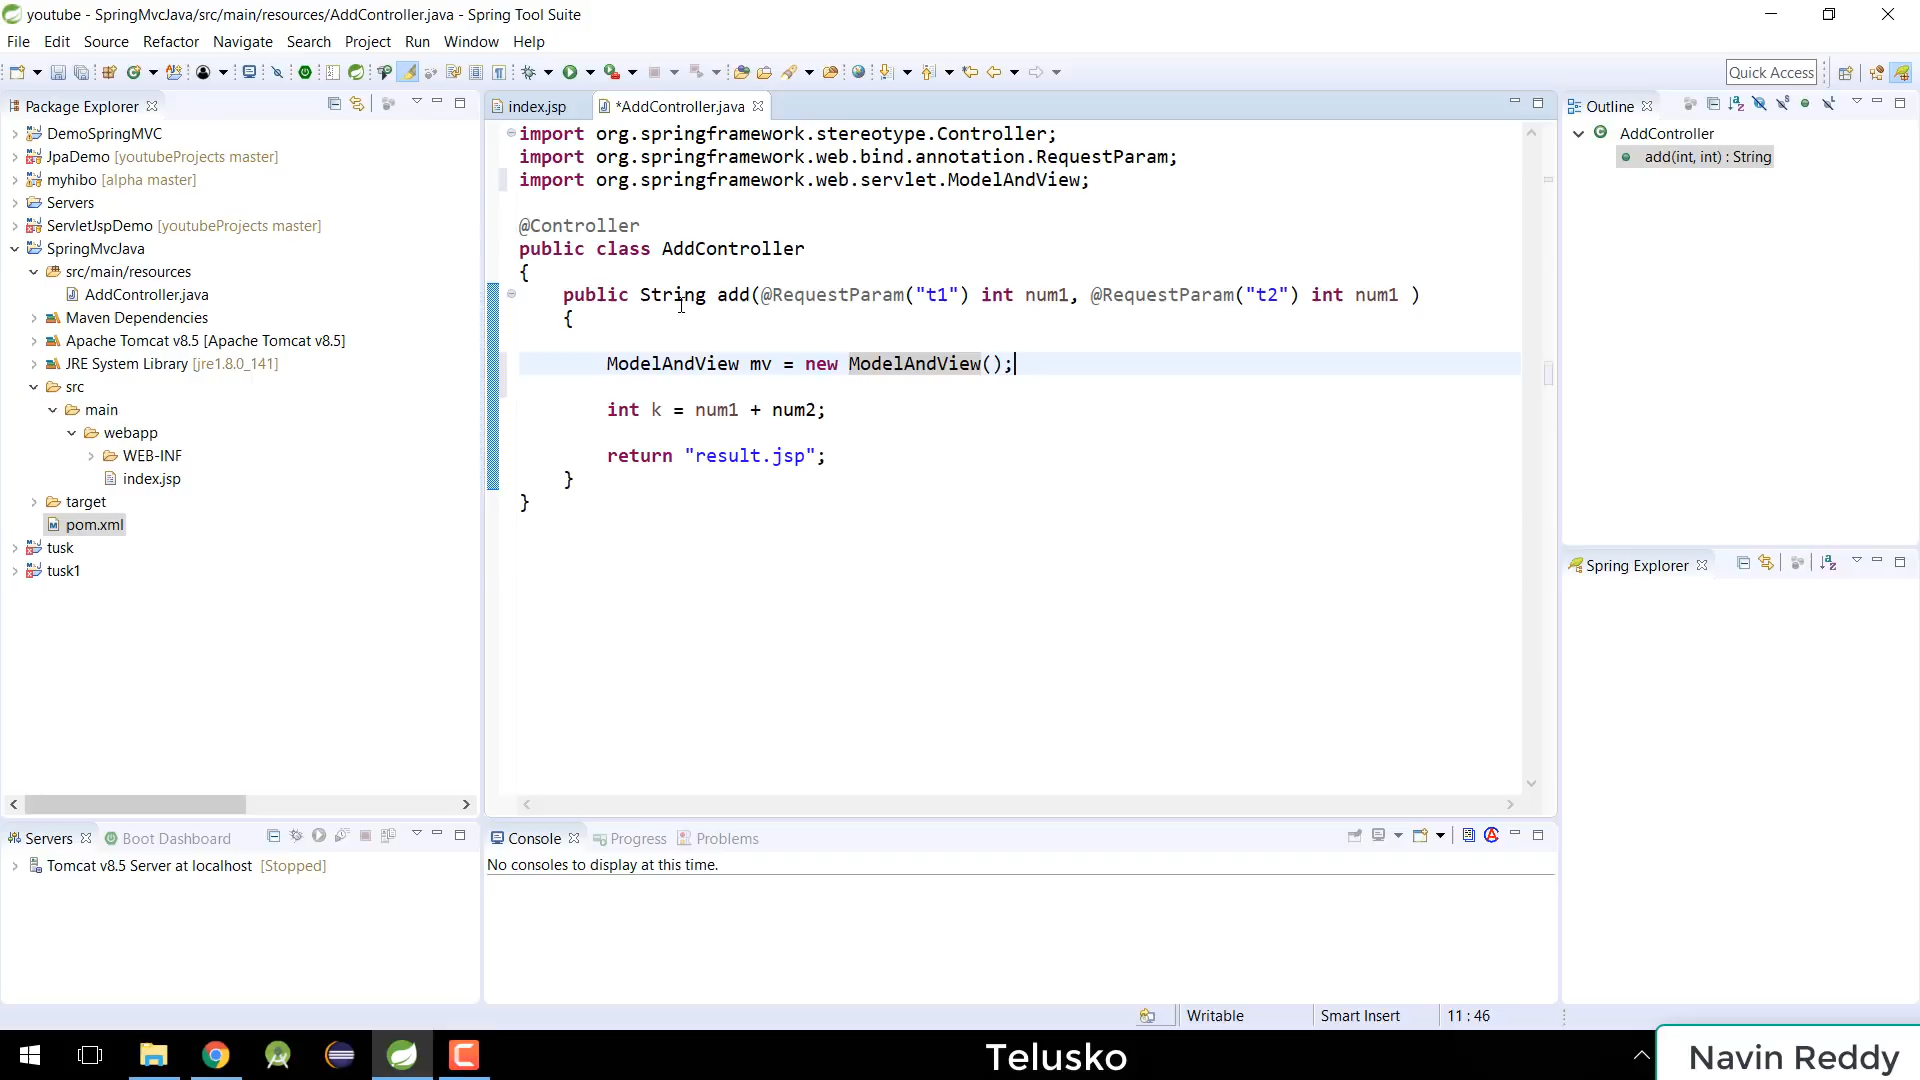 youtube - SpringMvcJava/src/main/resources/AddController.java - Spring Tool Suite
File Edit Source Refactor Navigate Search Project Run Window Help
Quick Access
Package Explorer
DemoSpringMVC
JpaDemo [youtubeProjects master]
myhibo [alpha master]
Servers
ServletJspDemo [youtubeProjects master]
SpringMvcJava
src/main/resources
AddController.java
Maven Dependencies
Apache Tomcat v8.5 [Apache Tomcat v8.5]
JRE System Library [jre1.8.0_141]
src
main
webapp
WEB-INF
index.jsp
target
pom.xml
tusk
tusk1
index.jsp *AddController.java
import org.springframework.stereotype.Controller;
import org.springframework.web.bind.annotation.RequestParam;
import org.springframework.web.servlet.ModelAndView;
@Controller
public class AddController
{
public String add(@RequestParam("t1") int num1, @RequestParam("t2") int num1 )
{
ModelAndView mv = new ModelAndView();
int k = num1 + num2;
return "result.jsp";
}
}
Outline
AddController
add(int, int) : String
Spring Explorer
Servers Boot Dashboard
Tomcat v8.5 Server at localhost [Stopped]
Console Progress Problems
No consoles to display at this time.
Writable Smart Insert 11 : 46
Telusko
Navin Reddy